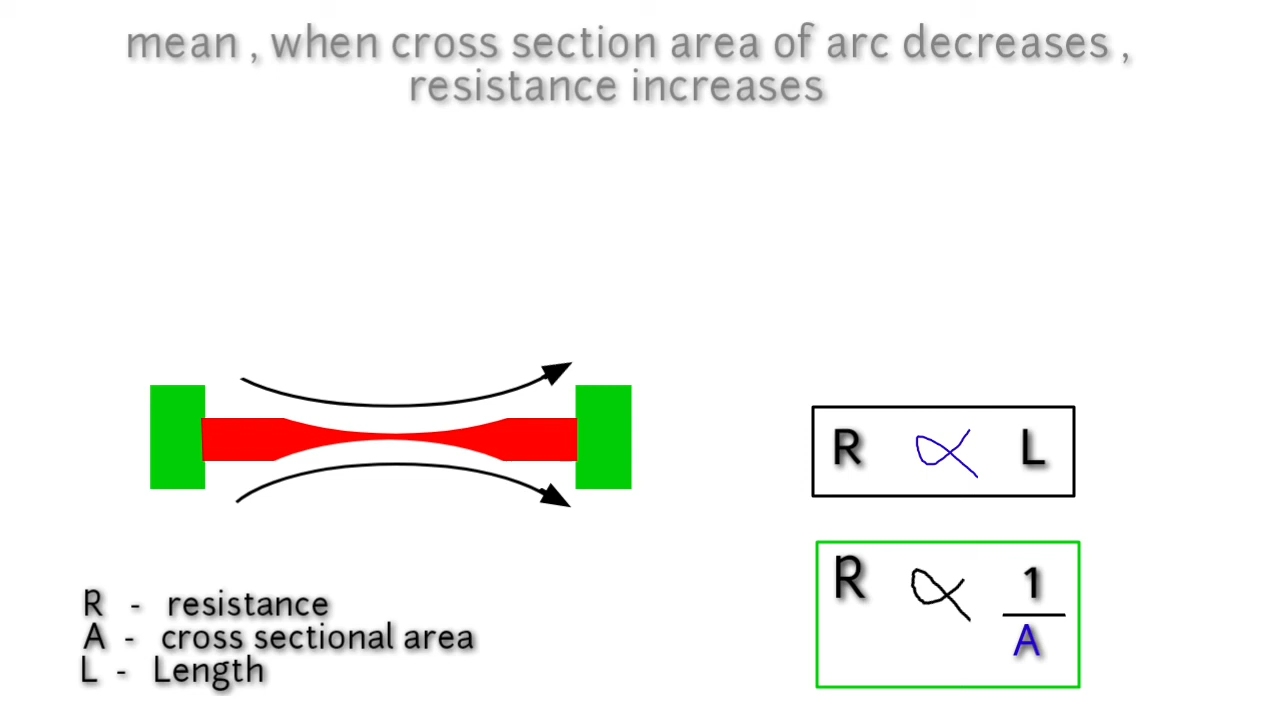 mean , when cross section area of arc decreases ,
resistance increases
R ∝ L
R ∝ 1
A
R - resistance
A - cross sectional area
L - Length